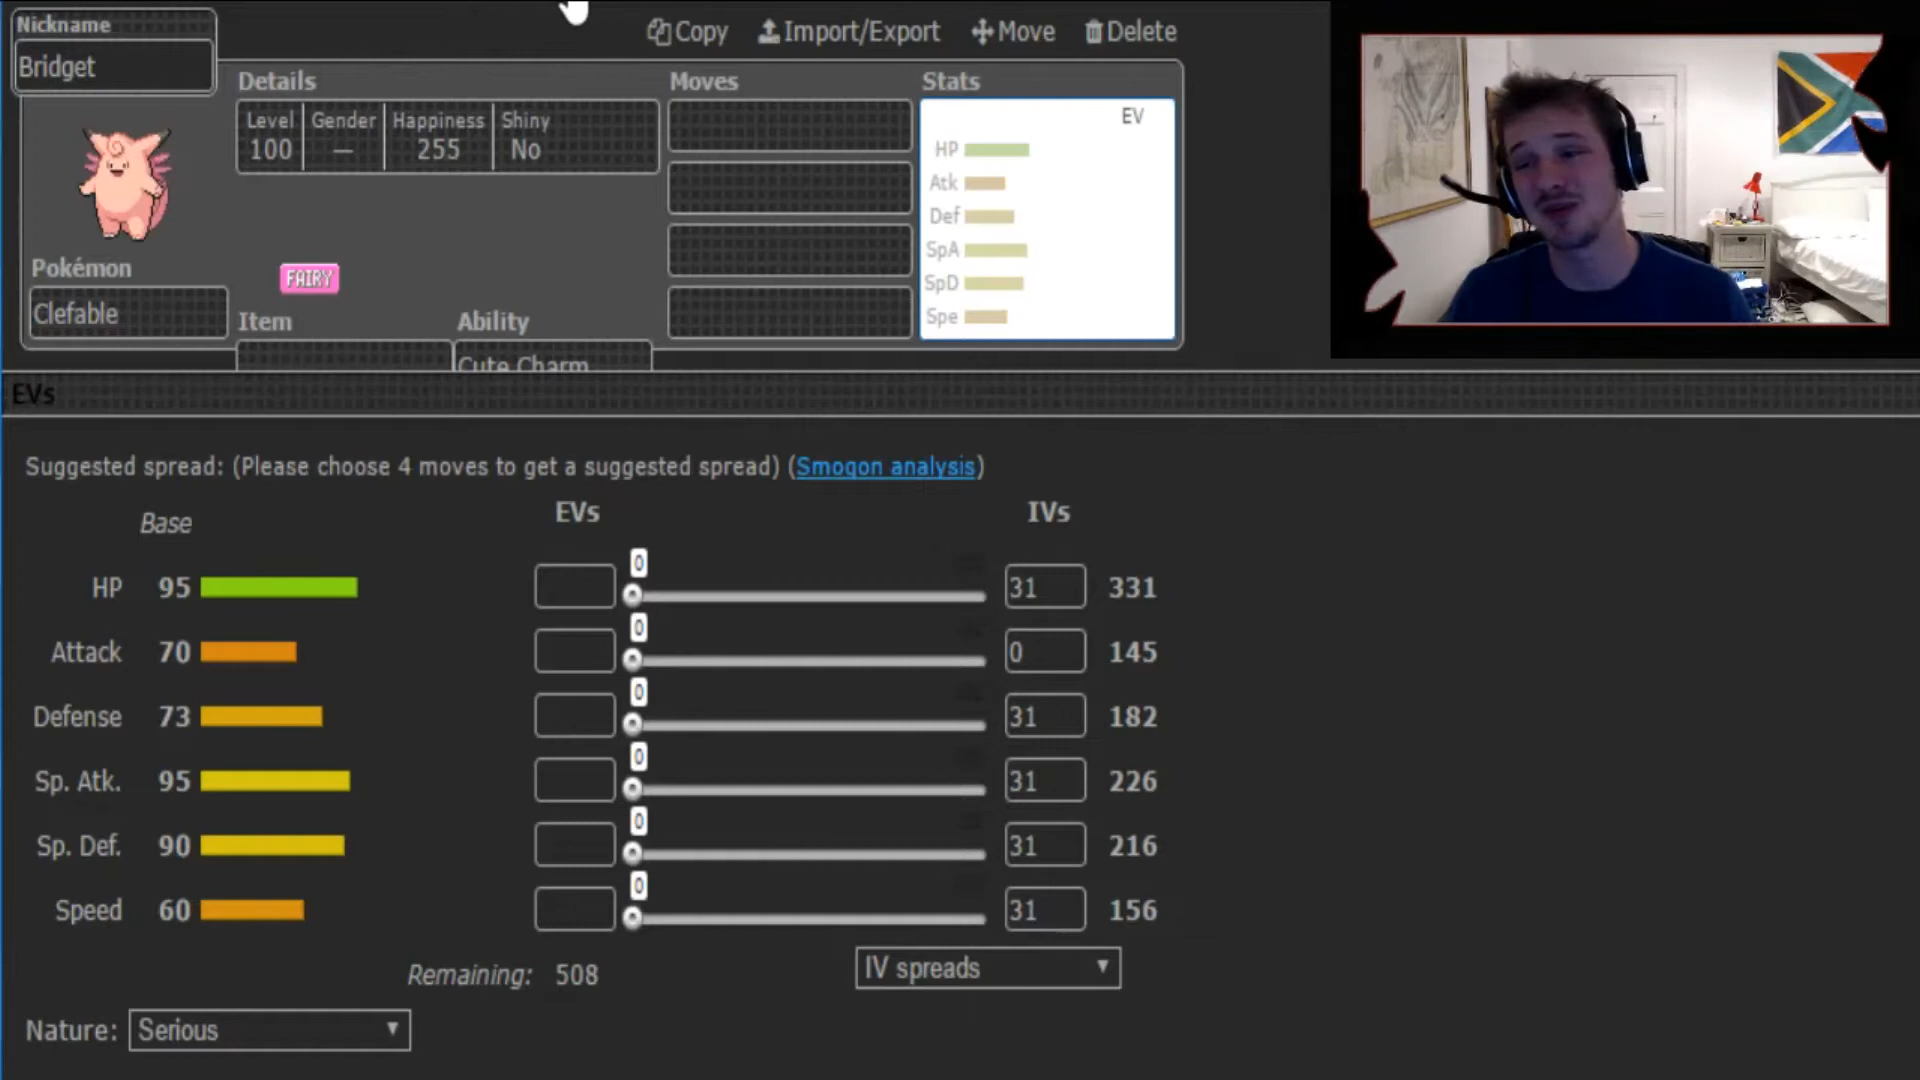 Nickname
Bridget
Copy Import/Export Move Delete
Details
Level Gender Happiness Shiny
100 — 255 No
Moves
Stats
EV
HP
Atk
Def
SpA
SpD
Spe
FAIRY
Pokémon
Clefable
Item
Ability
Cute Charm
EVs
Suggested spread: (Please choose 4 moves to get a suggested spread) (Smogon analysis)
Base EVs IVs
HP 95 0 31 331
Attack 70 0 0 145
Defense 73 0 31 182
Sp. Atk. 95 0 31 226
Sp. Def. 90 0 31 216
Speed 60 0 31 156
Remaining: 508
IV spreads
Nature: Serious